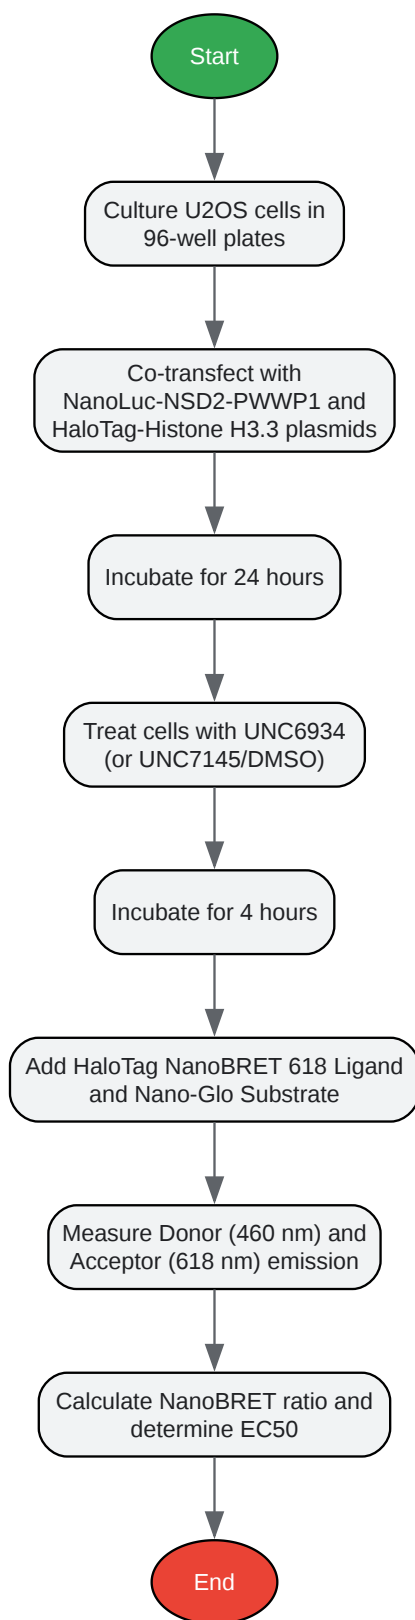 Start
Culture U2OS cells in
96-well plates
Co-transfect with
NanoLuc-NSD2-PWWP1 and
HaloTag-Histone H3.3 plasmids
Incubate for 24 hours
Treat cells with UNC6934
(or UNC7145/DMSO)
Incubate for 4 hours
Add HaloTag NanoBRET 618 Ligand
and Nano-Glo Substrate
Measure Donor (460 nm) and
Acceptor (618 nm) emission
Calculate NanoBRET ratio and
determine EC50
End